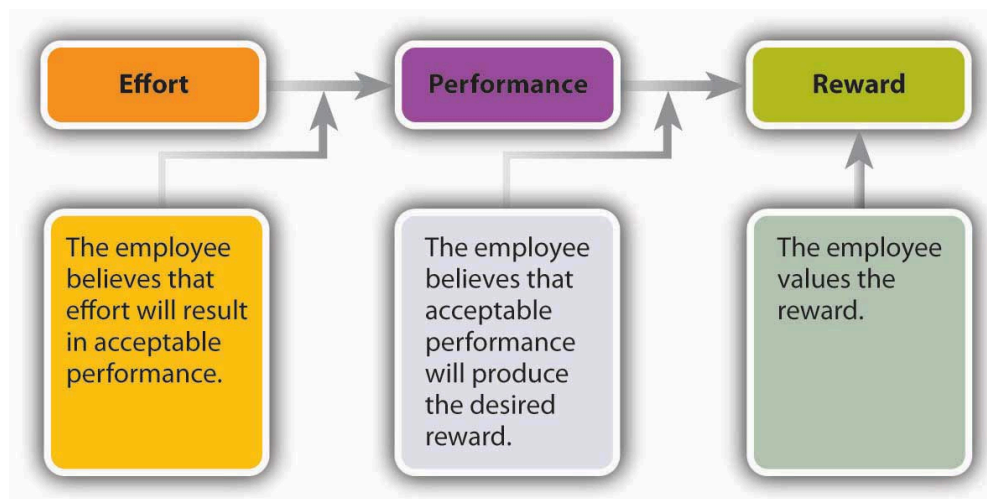 Effort
Performance
Reward
The employee
believes that
effort will result
in acceptable
performance.
The employee
believes that
acceptable
performance
will produce
the desired
reward.
The employee
values the
reward.